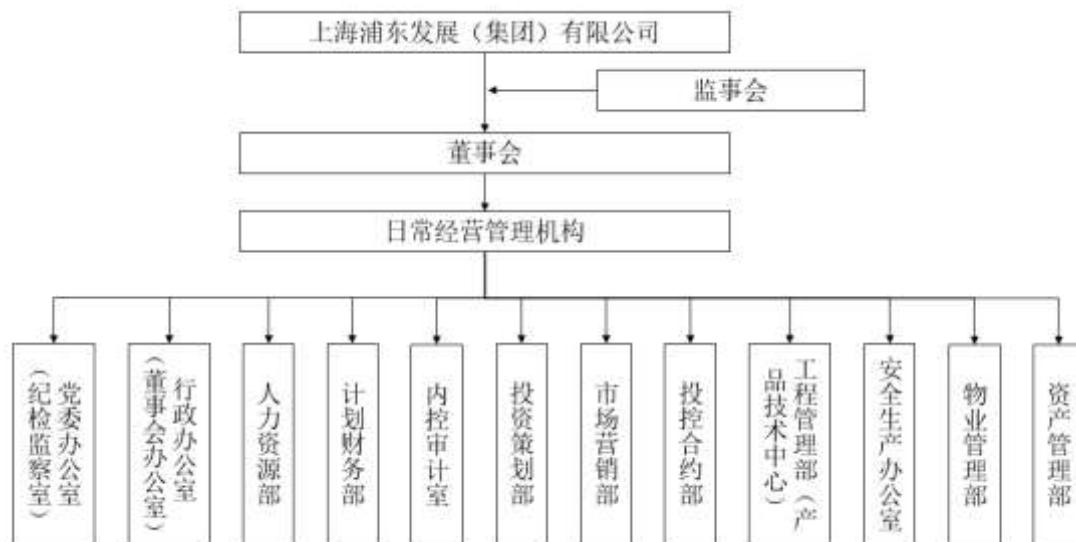 上海浦东发展（集团）有限公司
监事会
董事会
日常经营管理机构
党委办公室
（纪检监察室）
行政办公室
（董事会办公室）
人力资源部
计划财务部
内控审计室
投资策划部
市场营销部
投控合约部
工程管理部（产
品技术中心）
安全生产办公室
物业管理部
资产管理部